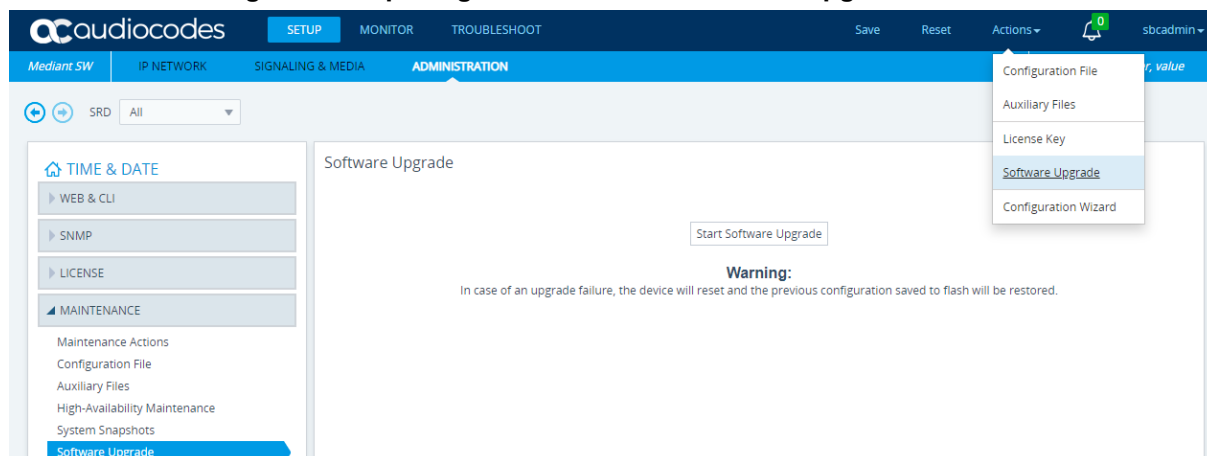 audiocodes SETUP MONITOR TROUBLESHOOT Save Reset Actions 0 sbcadmin
Mediant SW IP NETWORK SIGNALING & MEDIA ADMINISTRATION value
SRD All
Configuration File
Auxiliary Files
License Key
Software Upgrade
Configuration Wizard
TIME & DATE
WEB & CLI
SNMP
LICENSE
MAINTENANCE
Maintenance Actions
Configuration File
Auxiliary Files
High-Availability Maintenance
System Snapshots
Software Upgrade
Software Upgrade
Start Software Upgrade
Warning:
In case of an upgrade failure, the device will reset and the previous configuration saved to flash will be restored.